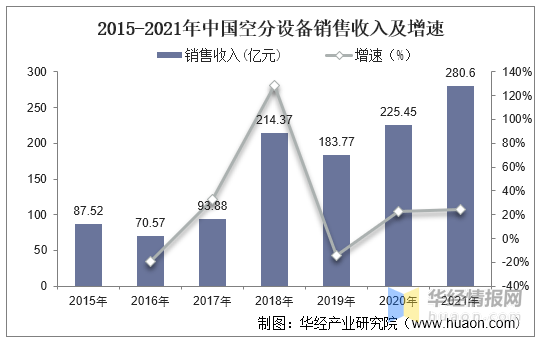 2015-2021年中国空分设备销售收入及增速
销售收入(亿元) 增速（%）
300 140%
250 120%
200 100%
150 80%
100 60%
50 40%
0 20%
0%
-20%
-40%
87.52 70.57 93.88 214.37 183.77 225.45 280.6
2015年 2016年 2017年 2018年 2019年 2020年 2021年
华经情报网
huaon.com
制图：华经产业研究院（www.huaon.com）